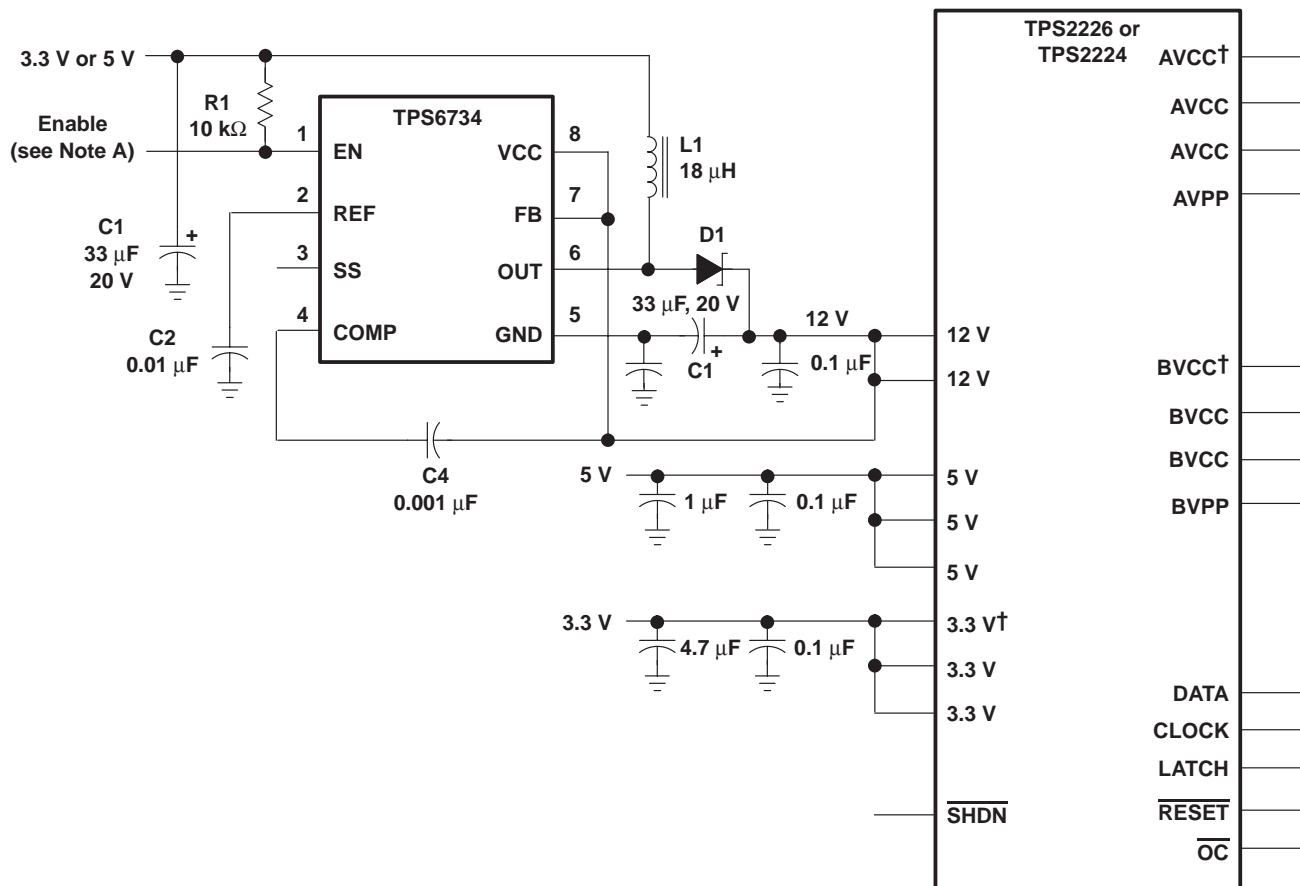 TPS2226 or
TPS2224
3.3 V or 5 V
AVCC†
R1
10 kΩ
AVCC
Enable
(see Note A)
TPS6734
1
EN
8
VCC
L1
18 μH
AVCC
2
REF
7
FB
AVPP
C1
33 μF
20 V
+
3
SS
6
OUT
D1
33 μF, 20 V
4
COMP
5
GND
+
C1
12 V
0.1 μF
12 V
12 V
C2
0.01 μF
BVCC†
BVCC
C4
0.001 μF
5 V
1 μF
0.1 μF
5 V
5 V
5 V
BVCC
BVPP
3.3 V
4.7 μF
0.1 μF
3.3 V†
3.3 V
3.3 V
DATA
CLOCK
LATCH
SHDN
RESET
OC